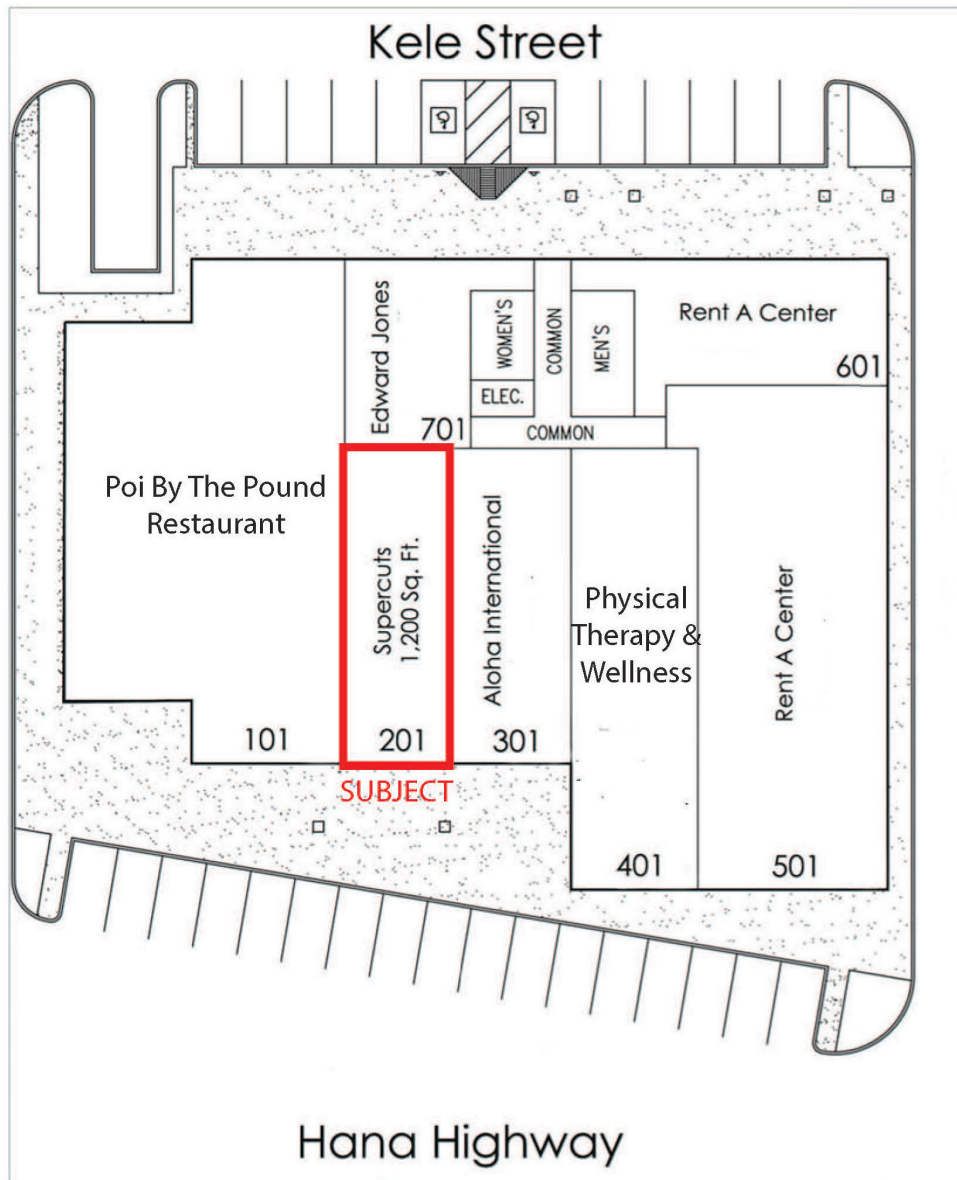 Kele Street
Edward Jones
701
WOMEN'S
ELEC.
COMMON
MEN'S
COMMON
Rent A Center
601
Poi By The Pound
Restaurant
101
Supercuts
1,200 Sq. Ft.
201
SUBJECT
Aloha International
301
Physical
Therapy &
Wellness
401
Rent A Center
501
Hana Highway